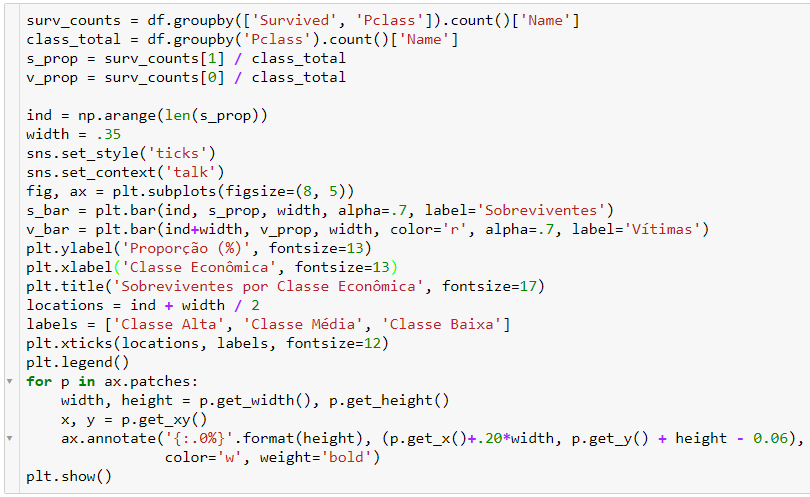 surv_counts = df.groupby(['Survived', 'Pclass']).count()['Name']
class_total = df.groupby('Pclass').count()['Name']
s_prop = surv_counts[1] / class_total
v_prop = surv_counts[0] / class_total

ind = np.arange(len(s_prop))
width = .35
sns.set_style('ticks')
sns.set_context('talk')
fig, ax = plt.subplots(figsize=(8, 5))
s_bar = plt.bar(ind, s_prop, width, alpha=.7, label='Sobreviventes')
v_bar = plt.bar(ind+width, v_prop, width, color='r', alpha=.7, label='Vítimas')
plt.ylabel('Proporção (%)', fontsize=13)
plt.xlabel('Classe Econômica', fontsize=13)
plt.title('Sobreviventes por Classe Econômica', fontsize=17)
locations = ind + width / 2
labels = ['Classe Alta', 'Classe Média', 'Classe Baixa']
plt.xticks(locations, labels, fontsize=12)
plt.legend()
for p in ax.patches:
    width, height = p.get_width(), p.get_height()
    x, y = p.get_xy()
    ax.annotate('{:.0%}'.format(height), (p.get_x()+.20*width, p.get_y() + height - 0.06),
                color='w', weight='bold')
plt.show()